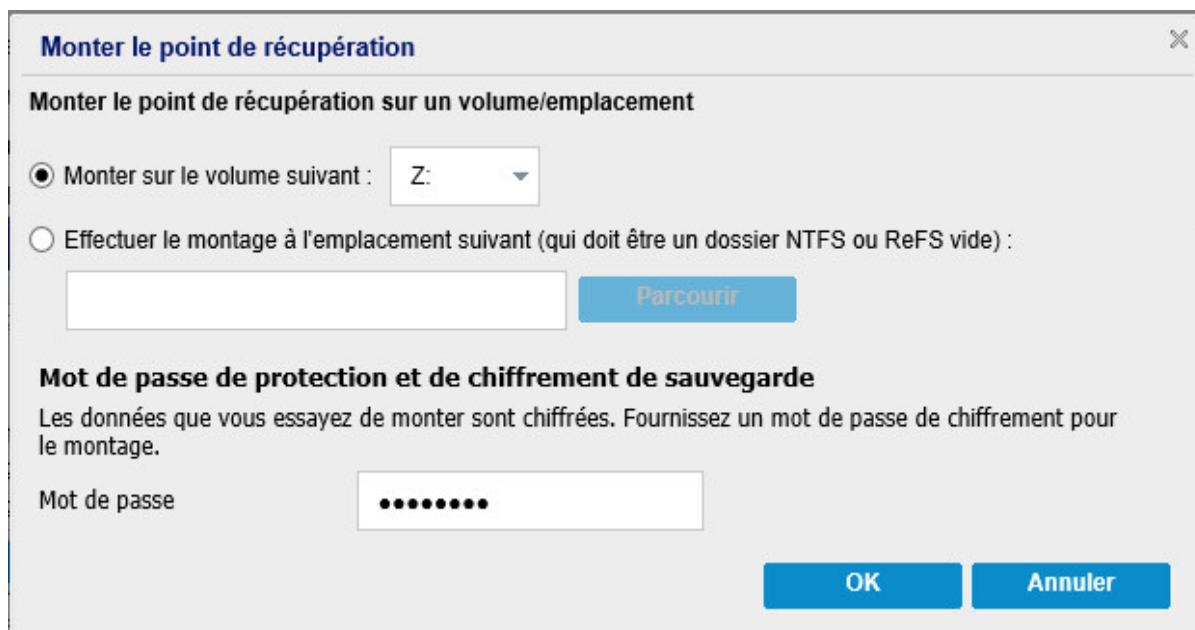 Monter le point de récupération
Monter le point de récupération sur un volume/emplacement
Monter sur le volume suivant : Z:
Effectuer le montage à l'emplacement suivant (qui doit être un dossier NTFS ou ReFS vide) :
Parcourir
Mot de passe de protection et de chiffrement de sauvegarde
Les données que vous essayez de monter sont chiffrées. Fournissez un mot de passe de chiffrement pour
le montage.
Mot de passe ●●●●●●●●
OK Annuler